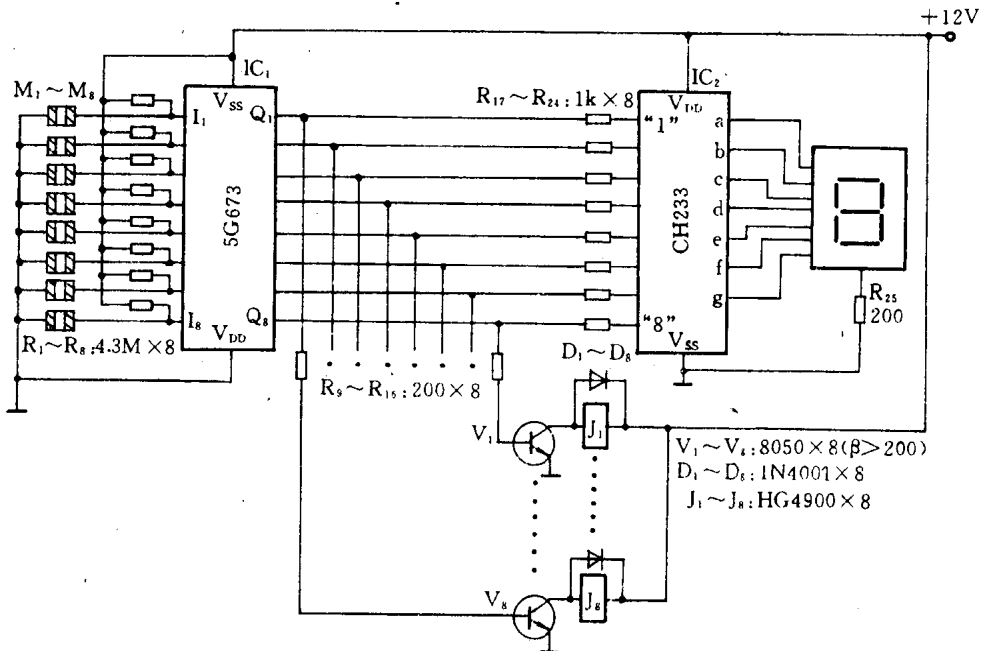 +12V
IC₁
IC₂
M₁～M₈
V_SS
R₁₇～R₂₄:1k×8
V_DD
I₁
Q₁
"1"
a
b
c
d
e
f
g
5G673
CH233
I₈
Q₈
"8"
V_DD
V_SS
R₂₅
200
R₁～R₈:4.3M×8
D₁～D₈
R₉～R₁₆:200×8
V₁
J₁
V₁～V₈:8050×8(β>200)
D₁～D₈:1N4001×8
J₁～J₈:HG4900×8
V₈
J₈